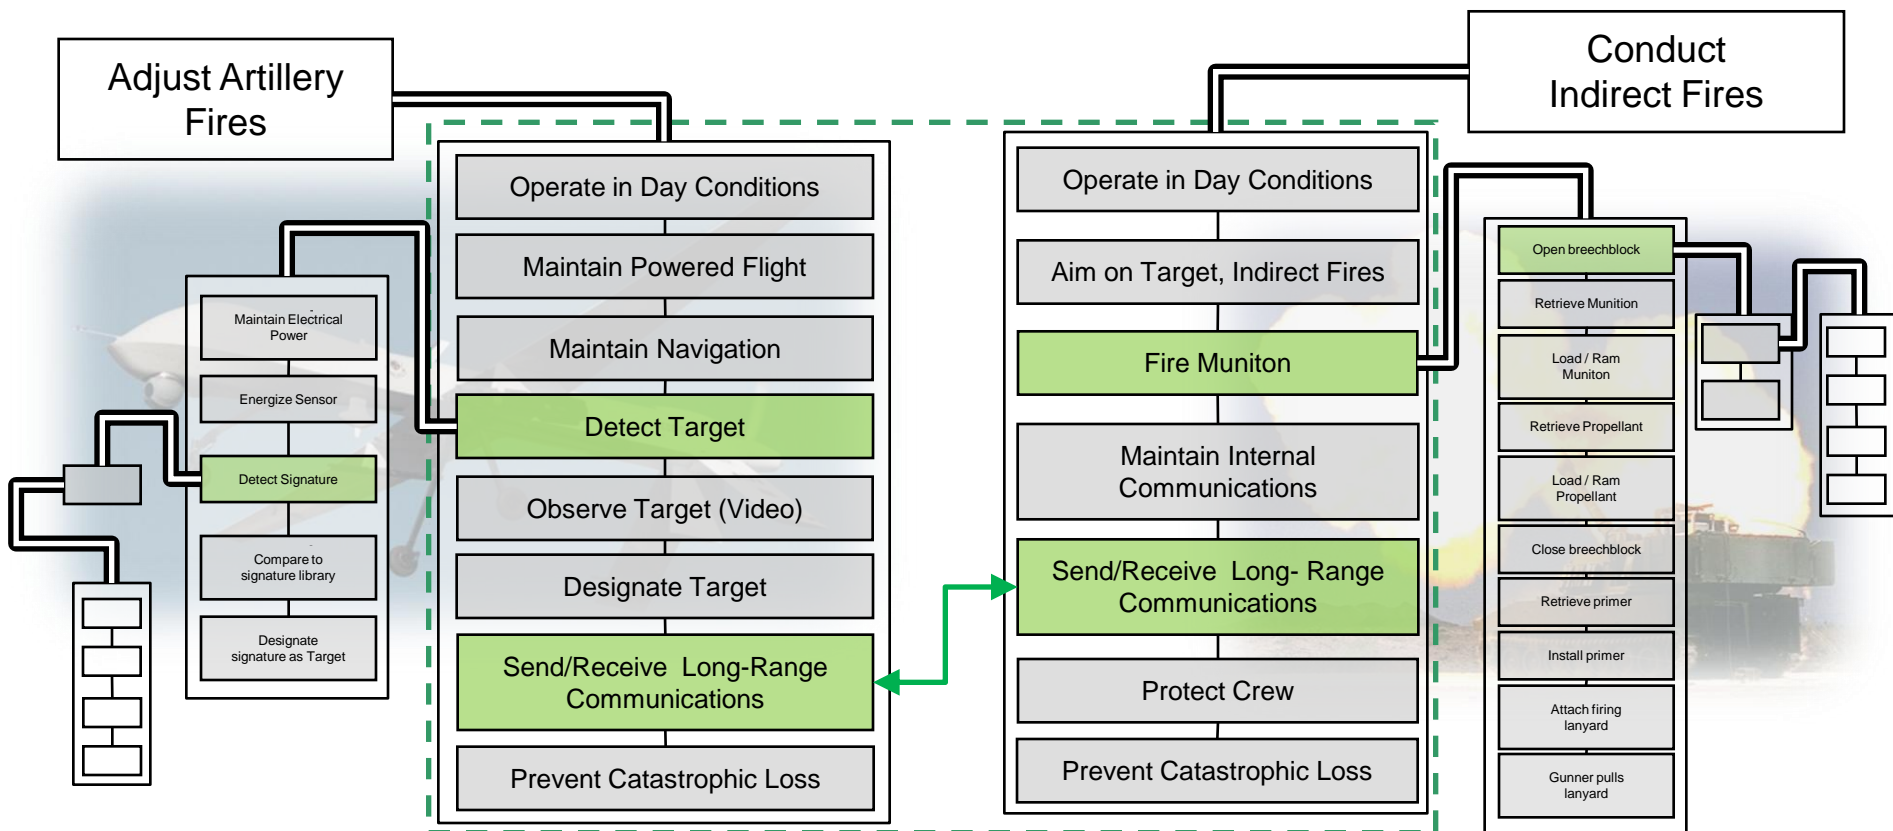 Adjust Artillery
Fires
Conduct
Indirect Fires
Operate in Day Conditions
Maintain Powered Flight
Maintain Navigation
Detect Target
Observe Target (Video)
Designate Target
Send/Receive Long-Range
Communications
Prevent Catastrophic Loss
Maintain Electrical
Power
Energize Sensor
Detect Signature
Compare to
signature library
Designate
signature as Target
Operate in Day Conditions
Aim on Target, Indirect Fires
Fire Muniton
Maintain Internal
Communications
Send/Receive Long- Range
Communications
Protect Crew
Prevent Catastrophic Loss
Open breechblock
Retrieve Munition
Load / Ram
Muniton
Retrieve Propellant
Load / Ram
Propellant
Close breechblock
Retrieve primer
Install primer
Attach firing
lanyard
Gunner pulls
lanyard